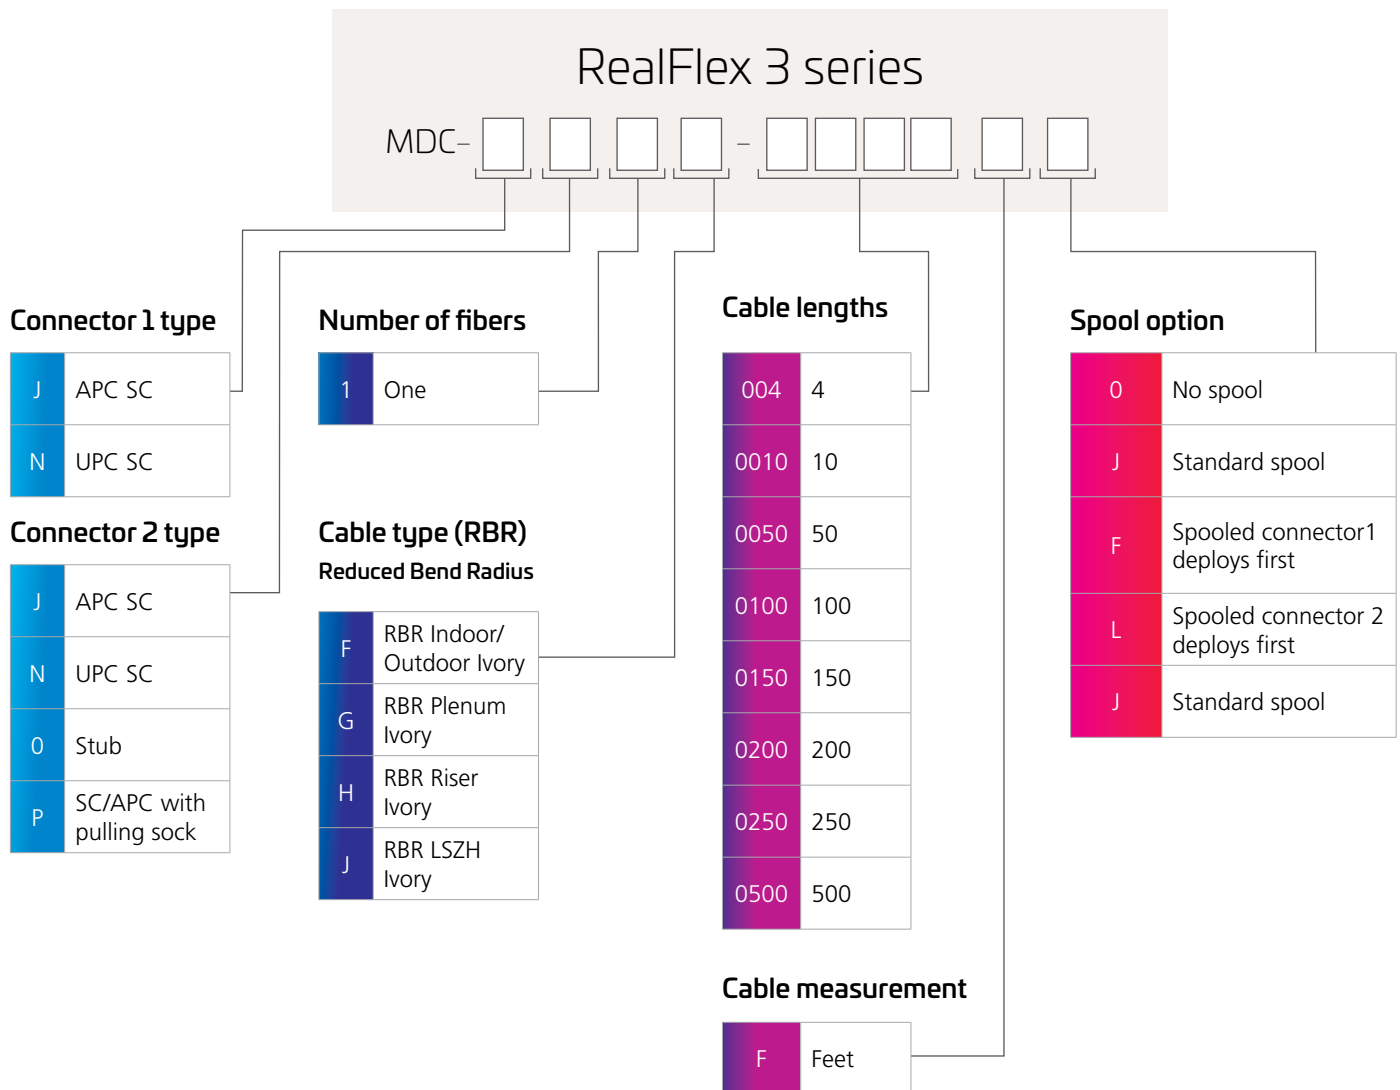 RealFlex 3 series
MDC- -
Connector 1 type
J APC SC
N UPC SC
Connector 2 type
J APC SC
N UPC SC
0 Stub
P SC/APC with
pulling sock
Number of fibers
1 One
Cable type (RBR)
Reduced Bend Radius
F RBR Indoor/
Outdoor Ivory
G RBR Plenum
Ivory
H RBR Riser
Ivory
J RBR LSZH
Ivory
Cable lengths
004 4
0010 10
0050 50
0100 100
0150 150
0200 200
0250 250
0500 500
Cable measurement
F Feet
Spool option
0 No spool
J Standard spool
F Spooled connector1
deploys first
L Spooled connector 2
deploys first
J Standard spool